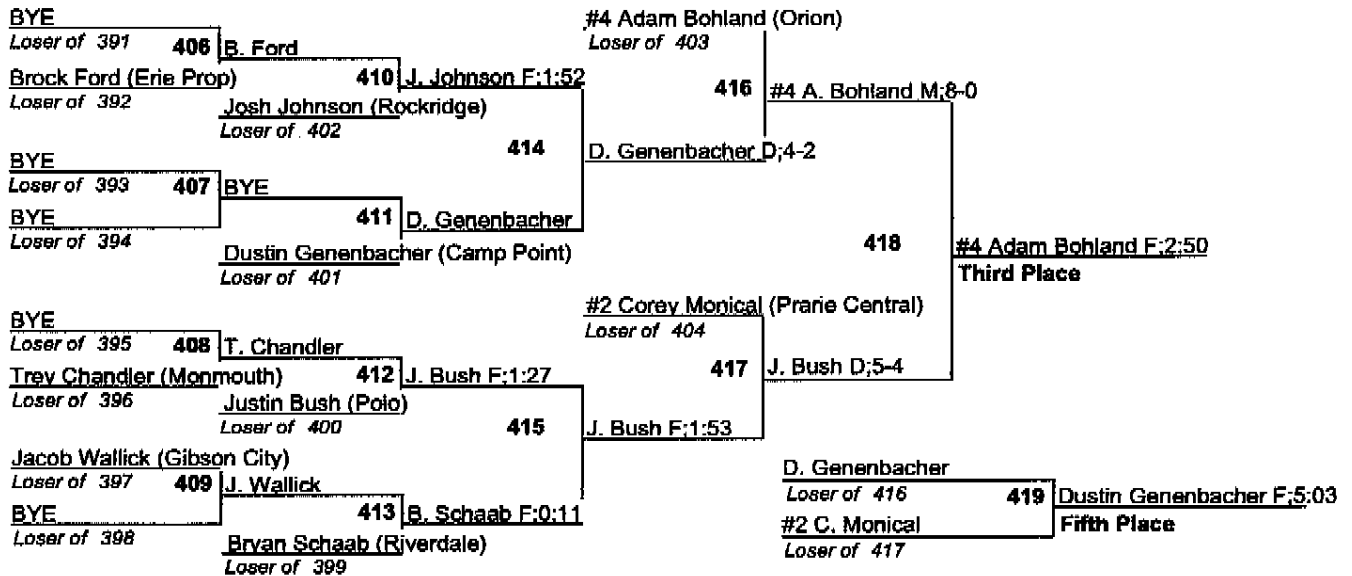 BYE
Loser of 391
406
B. Ford
Brock Ford (Erie Prop)
Loser of 392
410
J. Johnson F;1:52
Josh Johnson (Rockridge)
Loser of 402
414
BYE
Loser of 393
407
BYE
BYE
Loser of 394
411
D. Genenbacher
Dustin Genenbacher (Camp Point)
Loser of 401
D. Genenbacher D;4-2
#4 Adam Bohland (Orion)
Loser of 403
416
#4 A. Bohland M;8-0
BYE
Loser of 395
408
T. Chandler
Trev Chandler (Monmouth)
Loser of 396
412
J. Bush F;1:27
Justin Bush (Polo)
Loser of 400
415
J. Bush F;1:53
Jacob Wallick (Gibson City)
Loser of 397
409
J. Wallick
BYE
Loser of 398
413
B. Schaab F;0:11
Bryan Schaab (Riverdale)
Loser of 399
#2 Corey Monical (Prarie Central)
Loser of 404
417
J. Bush D;5-4
418
#4 Adam Bohland F;2:50
Third Place
D. Genenbacher
Loser of 416
419
Dustin Genenbacher F;5:03
#2 C. Monical
Fifth Place
Loser of 417